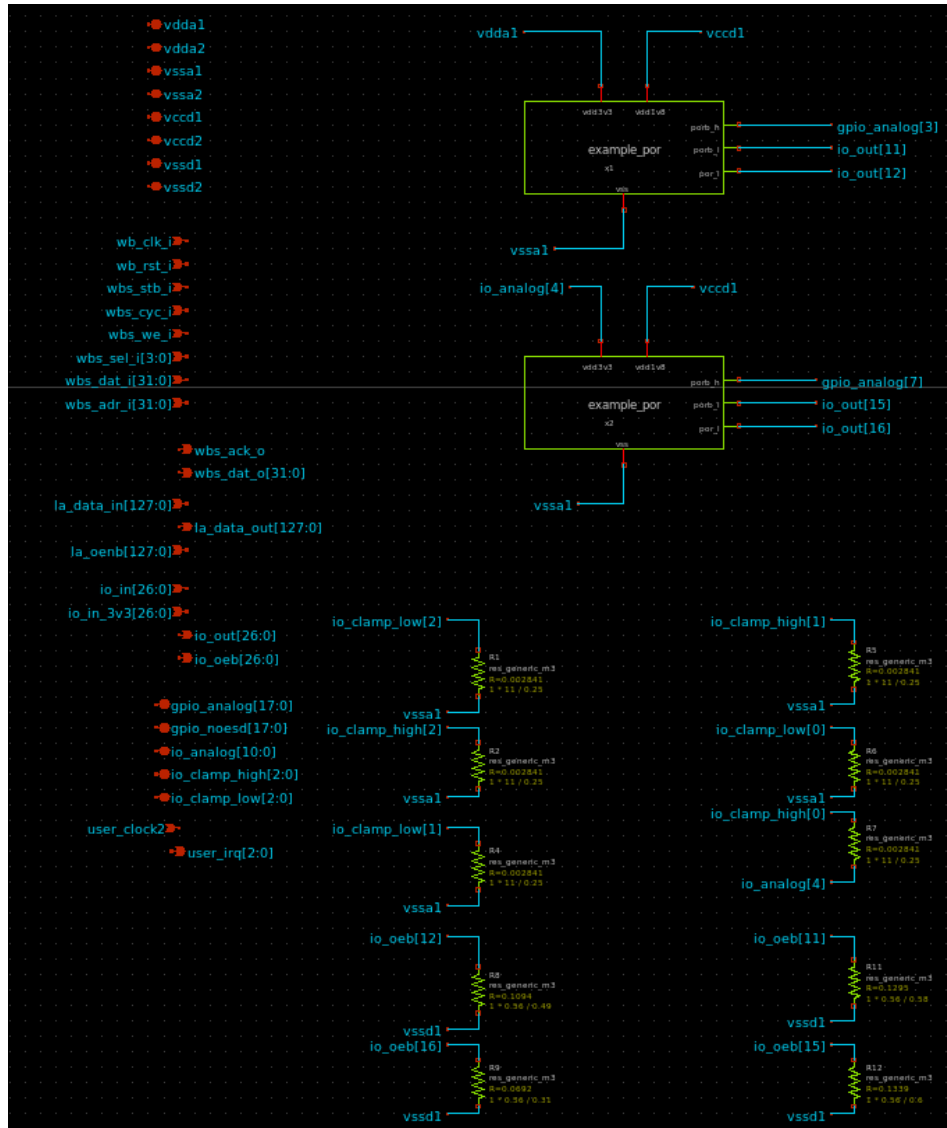 vdda1
vdda2
vssa1
vssa2
vccd1
vccd2
vssd1
vssd2
wb_clk_i
wb_rst_i
wbs_stb_i
wbs_cyc_i
wbs_we_i
wbs_sel_i[3:0]
wbs_dat_i[31:0]
wbs_adr_i[31:0]
wbs_ack_o
wbs_dat_o[31:0]
la_data_in[127:0]
la_data_out[127:0]
la_oenb[127:0]
io_in[26:0]
io_in_3v3[26:0]
io_out[26:0]
io_oeb[26:0]
gpio_analog[17:0]
gpio_noesd[17:0]
io_analog[10:0]
io_clamp_high[2:0]
io_clamp_low[2:0]
user_clock2
user_irq[2:0]
vdda1
vccd1
vdd3v3
vdd1v8
porb_h
gpio_analog[3]
example_por
porb_l
io_out[11]
x1
por_l
io_out[12]
vss
vssa1
io_analog[4]
vccd1
vdd3v3
vdd1v8
porb_h
gpio_analog[7]
example_por
porb_l
io_out[15]
x2
por_l
io_out[16]
vss
vssa1
io_clamp_low[2]
R1
res_generic_m3
R=0.002841
1 * 11 / 0.25
vssa1
io_clamp_high[2]
R2
res_generic_m3
R=0.002841
1 * 11 / 0.25
vssa1
io_clamp_low[1]
R4
res_generic_m3
R=0.002841
1 * 11 / 0.25
vssa1
io_oeb[12]
R8
res_generic_m3
R=0.1094
1 * 0.56 / 0.49
vssd1
io_oeb[16]
R9
res_generic_m3
R=0.0692
1 * 0.56 / 0.31
vssd1
io_clamp_high[1]
R5
res_generic_m3
R=0.002841
1 * 11 / 0.25
vssa1
io_clamp_low[0]
R6
res_generic_m3
R=0.002841
1 * 11 / 0.25
vssa1
io_clamp_high[0]
R7
res_generic_m3
R=0.002841
1 * 11 / 0.25
io_analog[4]
io_oeb[11]
R11
res_generic_m3
R=0.1295
1 * 0.56 / 0.58
vssd1
io_oeb[15]
R12
res_generic_m3
R=0.1339
1 * 0.56 / 0.6
vssd1